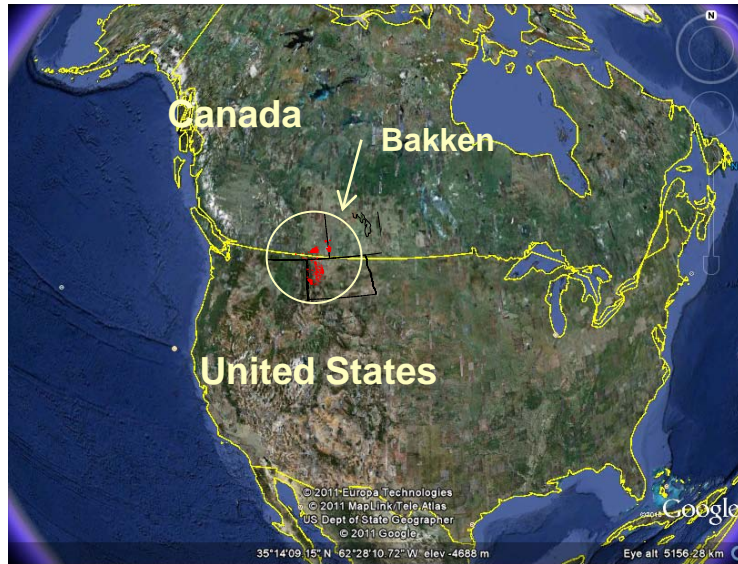 N
Canada
Bakken
United States
© 2011 Europa Technologies
© 2011 MapLink/Tele Atlas
US Dept of State Geographer
© 2011 Google
Google
35°14'09.15" N 62°28'10.72" W elev -4688 m
Eye alt 5156.28 km